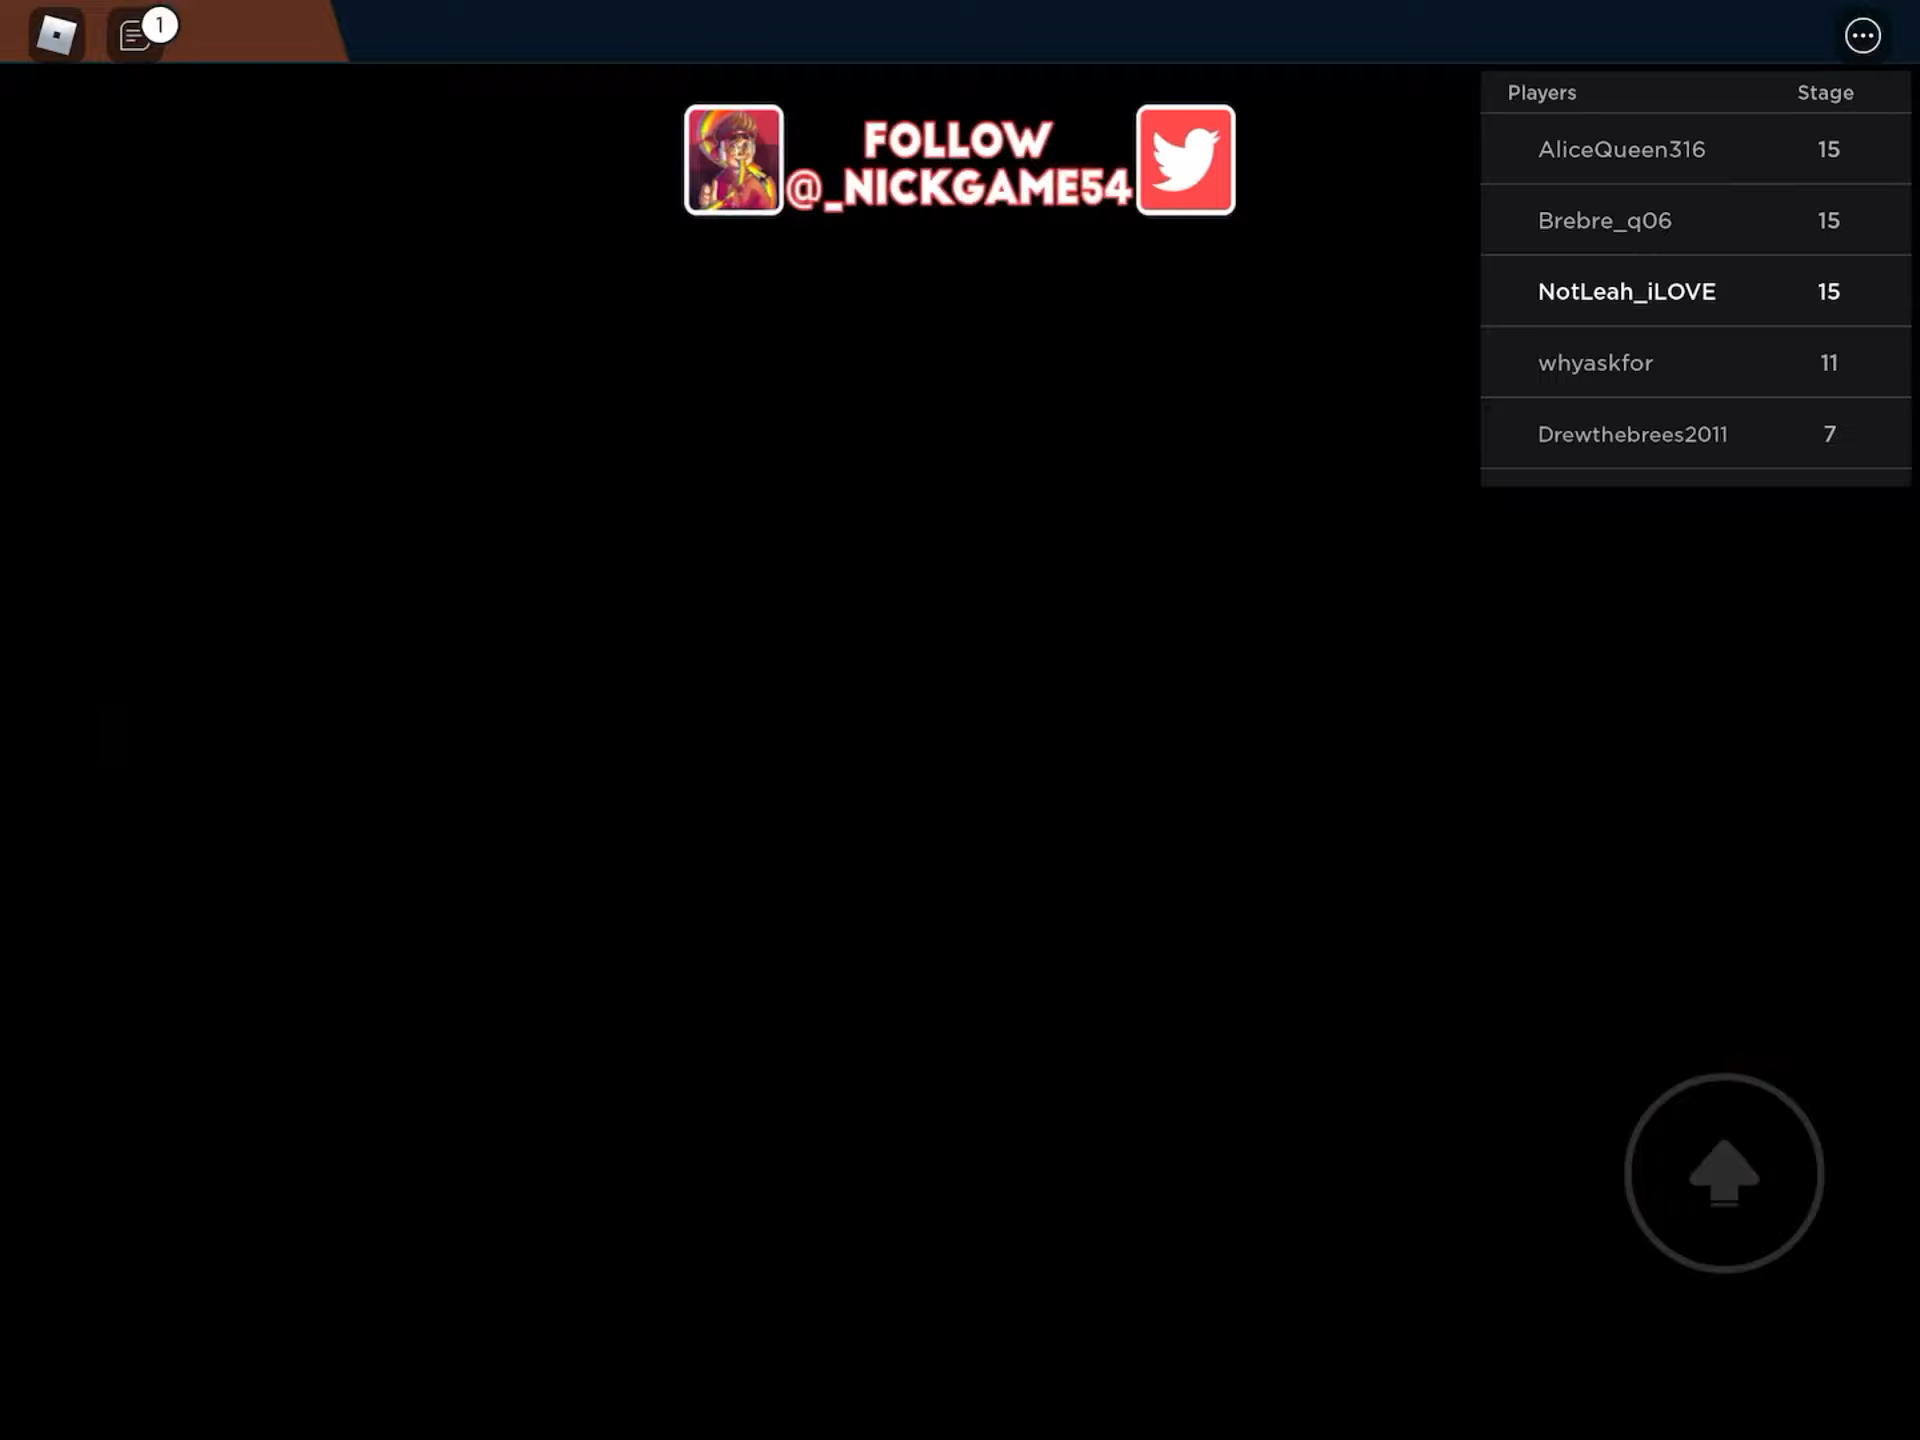 1
FOLLOW
@_NICKGAME54
Players Stage
AliceQueen316 15
Brebre_q06 15
NotLeah_iLOVE 15
whyaskfor 11
Drewthebrees2011 7